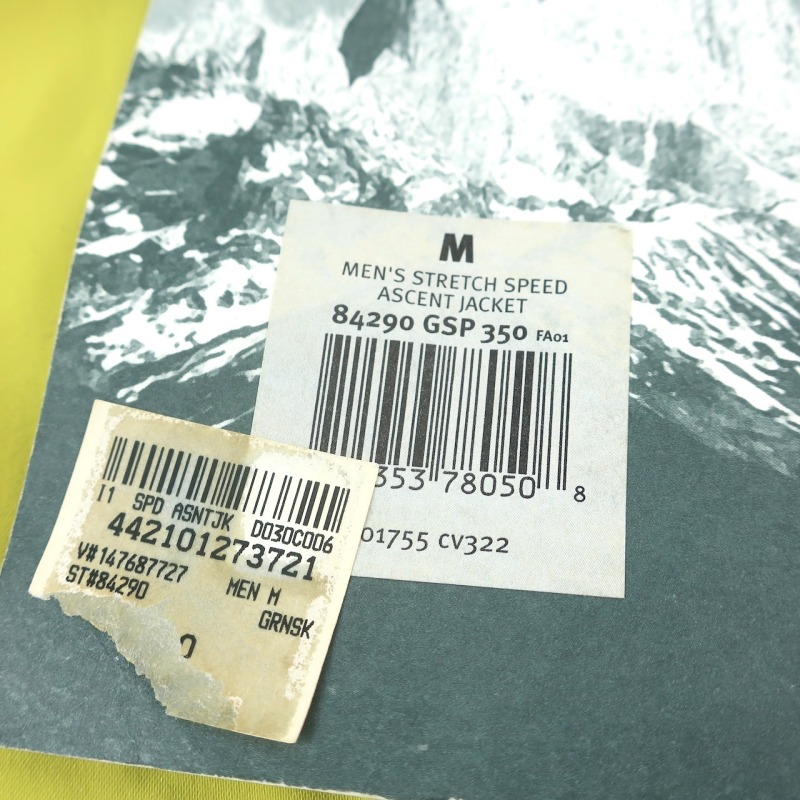 M
MEN'S STRETCH SPEED
ASCENT JACKET
84290 GSP 350 FA01
353 78050 8
01755 CV322
I1 SPD ASNTJK D030C006
442101273721
V#147687727 MEN M
ST#84290 GRNSK
0